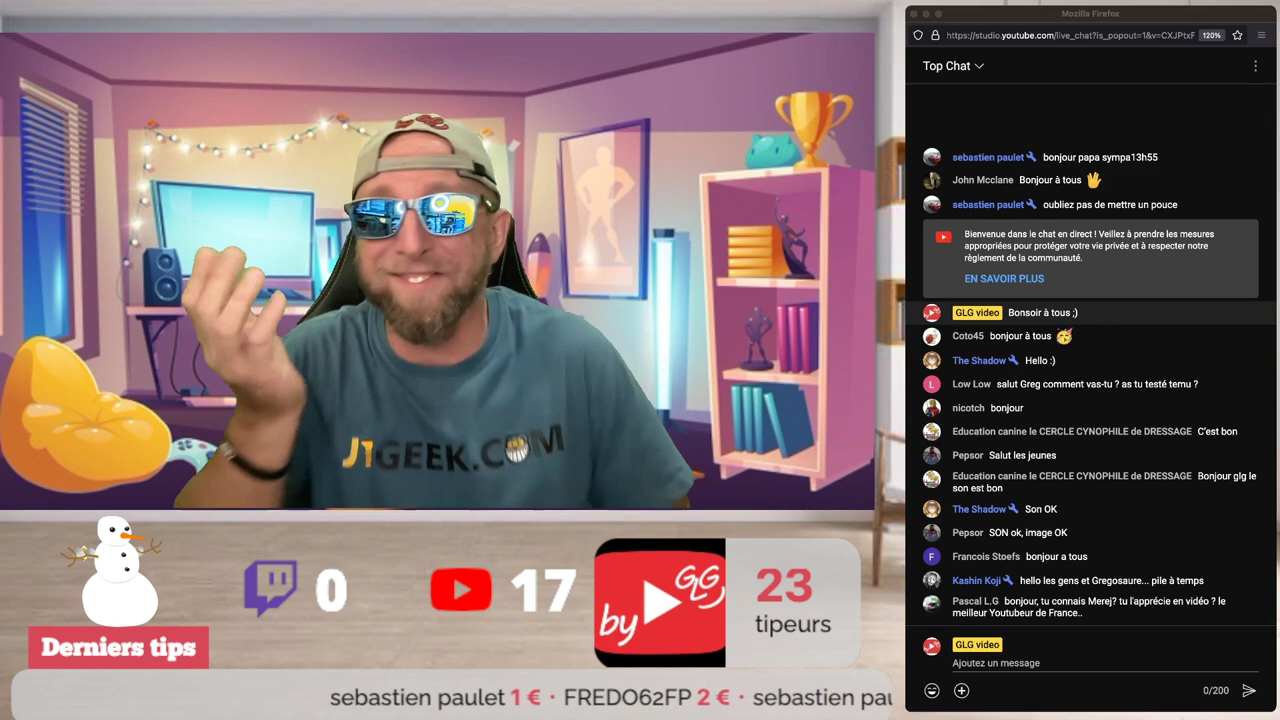 Mozilla Firefox
https://studio.youtube.com/live_chat?is_popout=1&v=CXJPtxF
120%
Top Chat
sebastien paulet bonjour papa sympa13h55
John Mcclane Bonjour à tous 🖖
sebastien paulet oubliez pas de mettre un pouce
Bienvenue dans le chat en direct ! Veillez à prendre les mesures
appropriées pour protéger votre vie privée et à respecter notre
règlement de la communauté.
EN SAVOIR PLUS
GLG video Bonsoir à tous ;)
Coto45 bonjour à tous 🥳
The Shadow Hello :)
L Low Low salut Greg comment vas-tu ? as tu testé temu ?
nicotch bonjour
Education canine le CERCLE CYNOPHILE de DRESSAGE C'est bon
Pepsor Salut les jeunes
Education canine le CERCLE CYNOPHILE de DRESSAGE Bonjour glg le
son est bon
The Shadow Son OK
Pepsor SON ok, image OK
F Francois Stoefs bonjour a tous
Kashin Koji hello les gens et Gregosaure... pile à temps
Pascal L.G bonjour, tu connais Merej? tu l'apprécie en vidéo ? le
meilleur Youtubeur de France..
GLG video
Ajoutez un message
0/200
J1GEEK.COM
Derniers tips
0
17
by GLG
23
tipeurs
sebastien paulet 1 € · FREDO62FP 2 € · sebastien pau